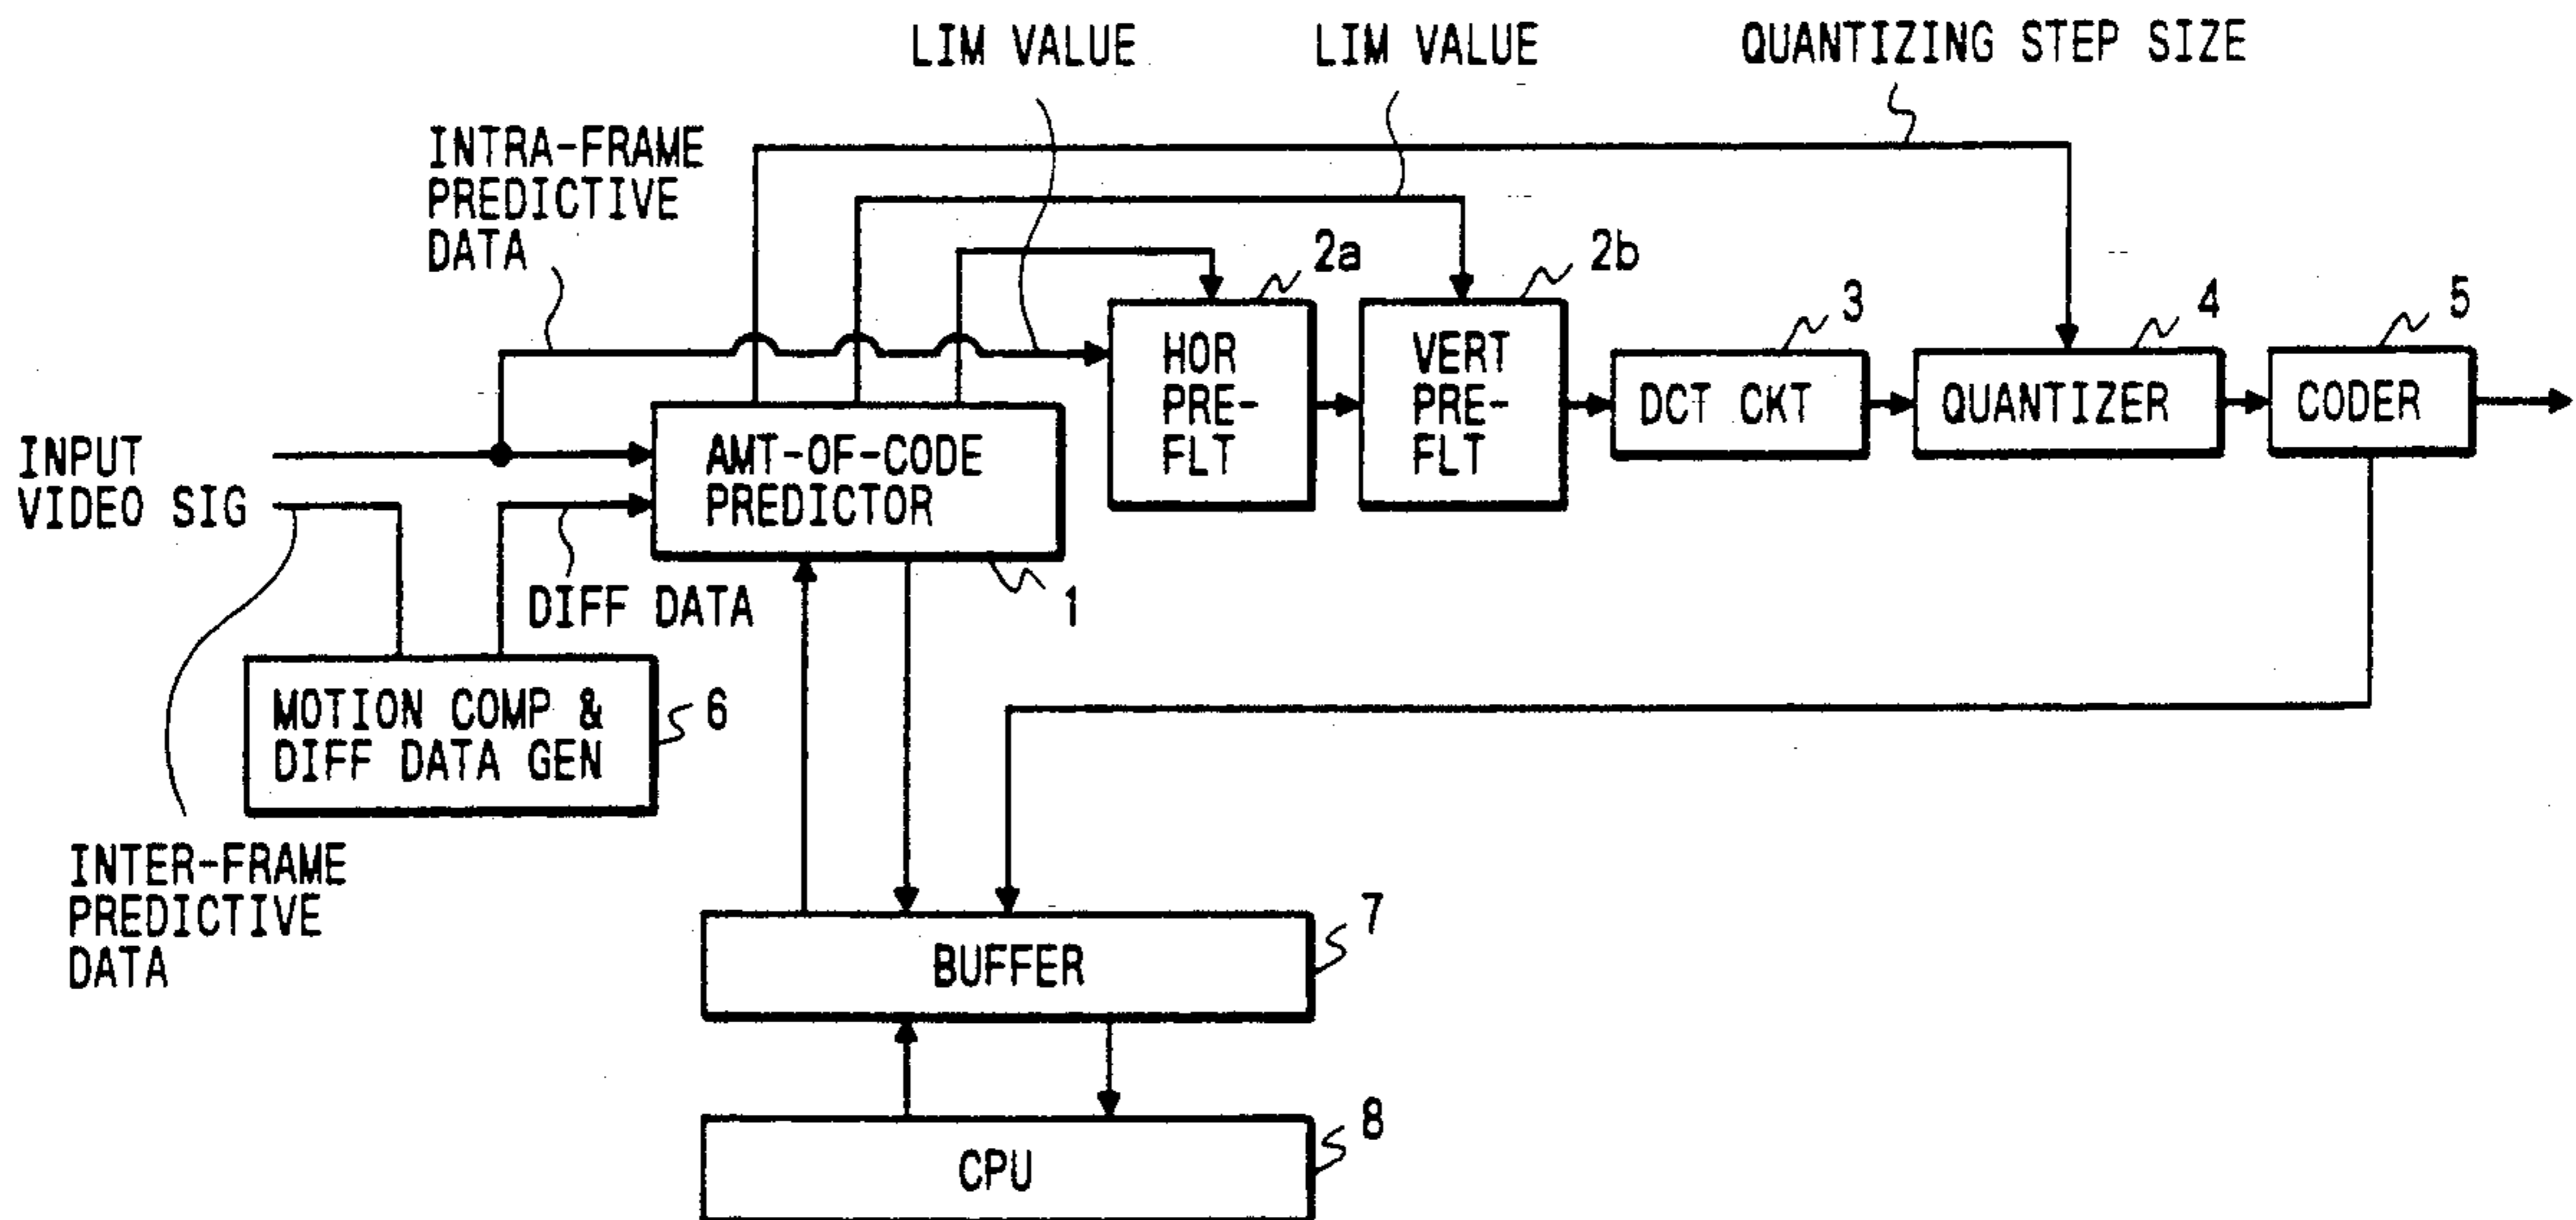 LIM VALUE
LIM VALUE
QUANTIZING STEP SIZE
INTRA-FRAME
PREDICTIVE
DATA
2a
2b
3
4
5
HOR
PRE-
FLT
VERT
PRE-
FLT
DCT CKT
QUANTIZER
CODER
INPUT
VIDEO SIG
AMT-OF-CODE
PREDICTOR
1
DIFF DATA
MOTION COMP &
DIFF DATA GEN
6
INTER-FRAME
PREDICTIVE
DATA
BUFFER
7
CPU
8